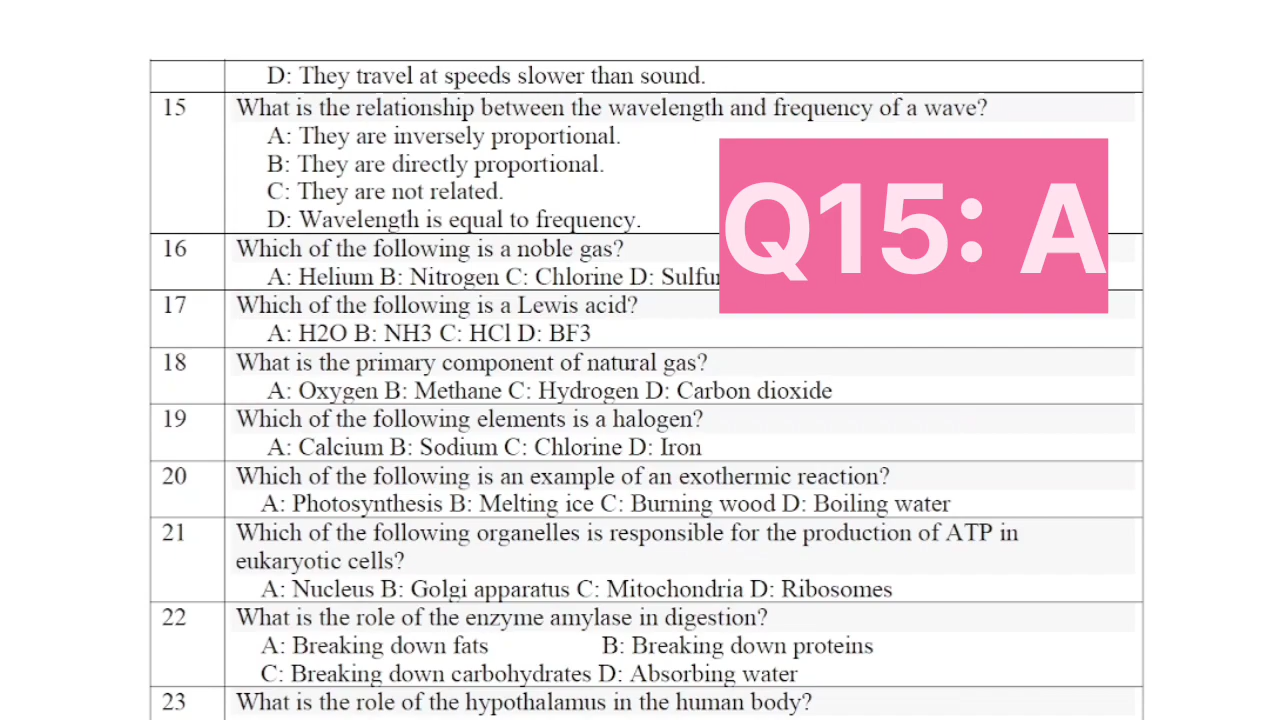 D: They travel at speeds slower than sound.
15 What is the relationship between the wavelength and frequency of a wave?
A: They are inversely proportional.
B: They are directly proportional.
C: They are not related.
D: Wavelength is equal to frequency.
Q15: A
16 Which of the following is a noble gas?
A: Helium B: Nitrogen C: Chlorine D: Sulfur
17 Which of the following is a Lewis acid?
A: H2O B: NH3 C: HCl D: BF3
18 What is the primary component of natural gas?
A: Oxygen B: Methane C: Hydrogen D: Carbon dioxide
19 Which of the following elements is a halogen?
A: Calcium B: Sodium C: Chlorine D: Iron
20 Which of the following is an example of an exothermic reaction?
A: Photosynthesis B: Melting ice C: Burning wood D: Boiling water
21 Which of the following organelles is responsible for the production of ATP in
eukaryotic cells?
A: Nucleus B: Golgi apparatus C: Mitochondria D: Ribosomes
22 What is the role of the enzyme amylase in digestion?
A: Breaking down fats B: Breaking down proteins
C: Breaking down carbohydrates D: Absorbing water
23 What is the role of the hypothalamus in the human body?